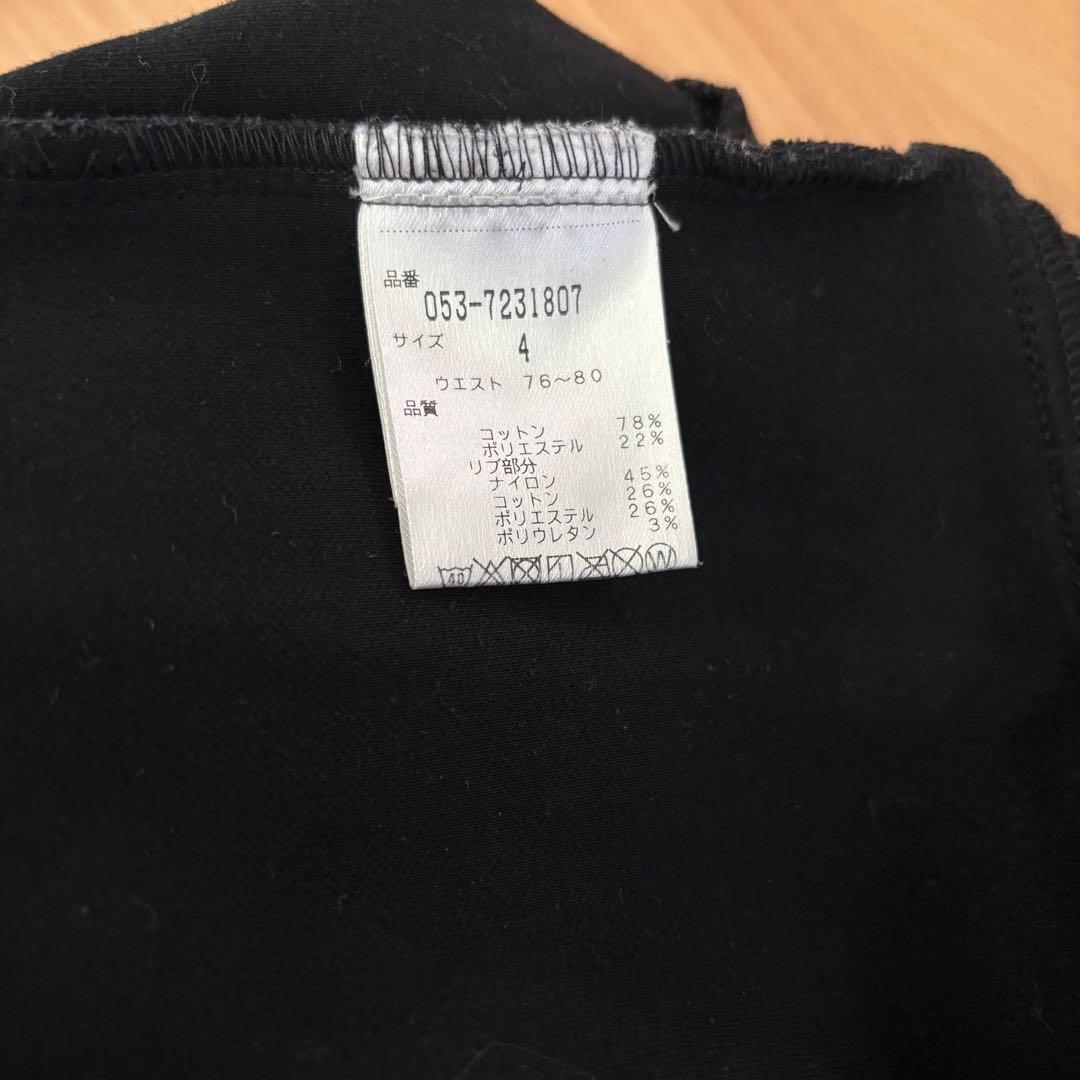 品番
053-7231807
サイズ 4
ウエスト 76〜80
品質
コットン 78%
ポリエステル 22%
リブ部分
ナイロン 45%
コットン 26%
ポリエステル 26%
ポリウレタン 3%
40 W